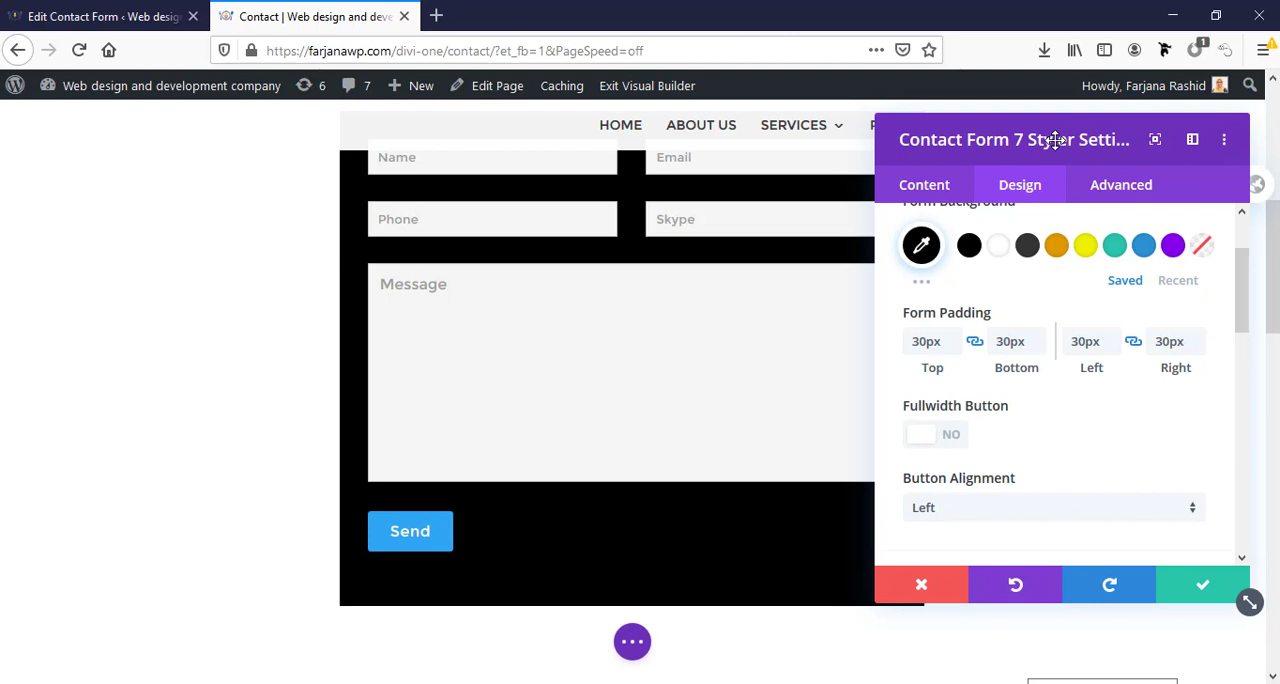 Edit Contact Form ‹ Web desig
Contact | Web design and deve
https://farjanawp.com/divi-one/contact/?et_fb=1&PageSpeed=off
1
Web design and development company
6
7
New
Edit Page
Caching
Exit Visual Builder
Howdy, Farjana Rashid
HOME
ABOUT US
SERVICES
Contact Form 7 Styler Setti...
Content
Design
Advanced
Name
Email
Phone
Skype
Message
Send
Form Background
Saved
Recent
Form Padding
30px
30px
30px
30px
Top
Bottom
Left
Right
Fullwidth Button
NO
Button Alignment
Left